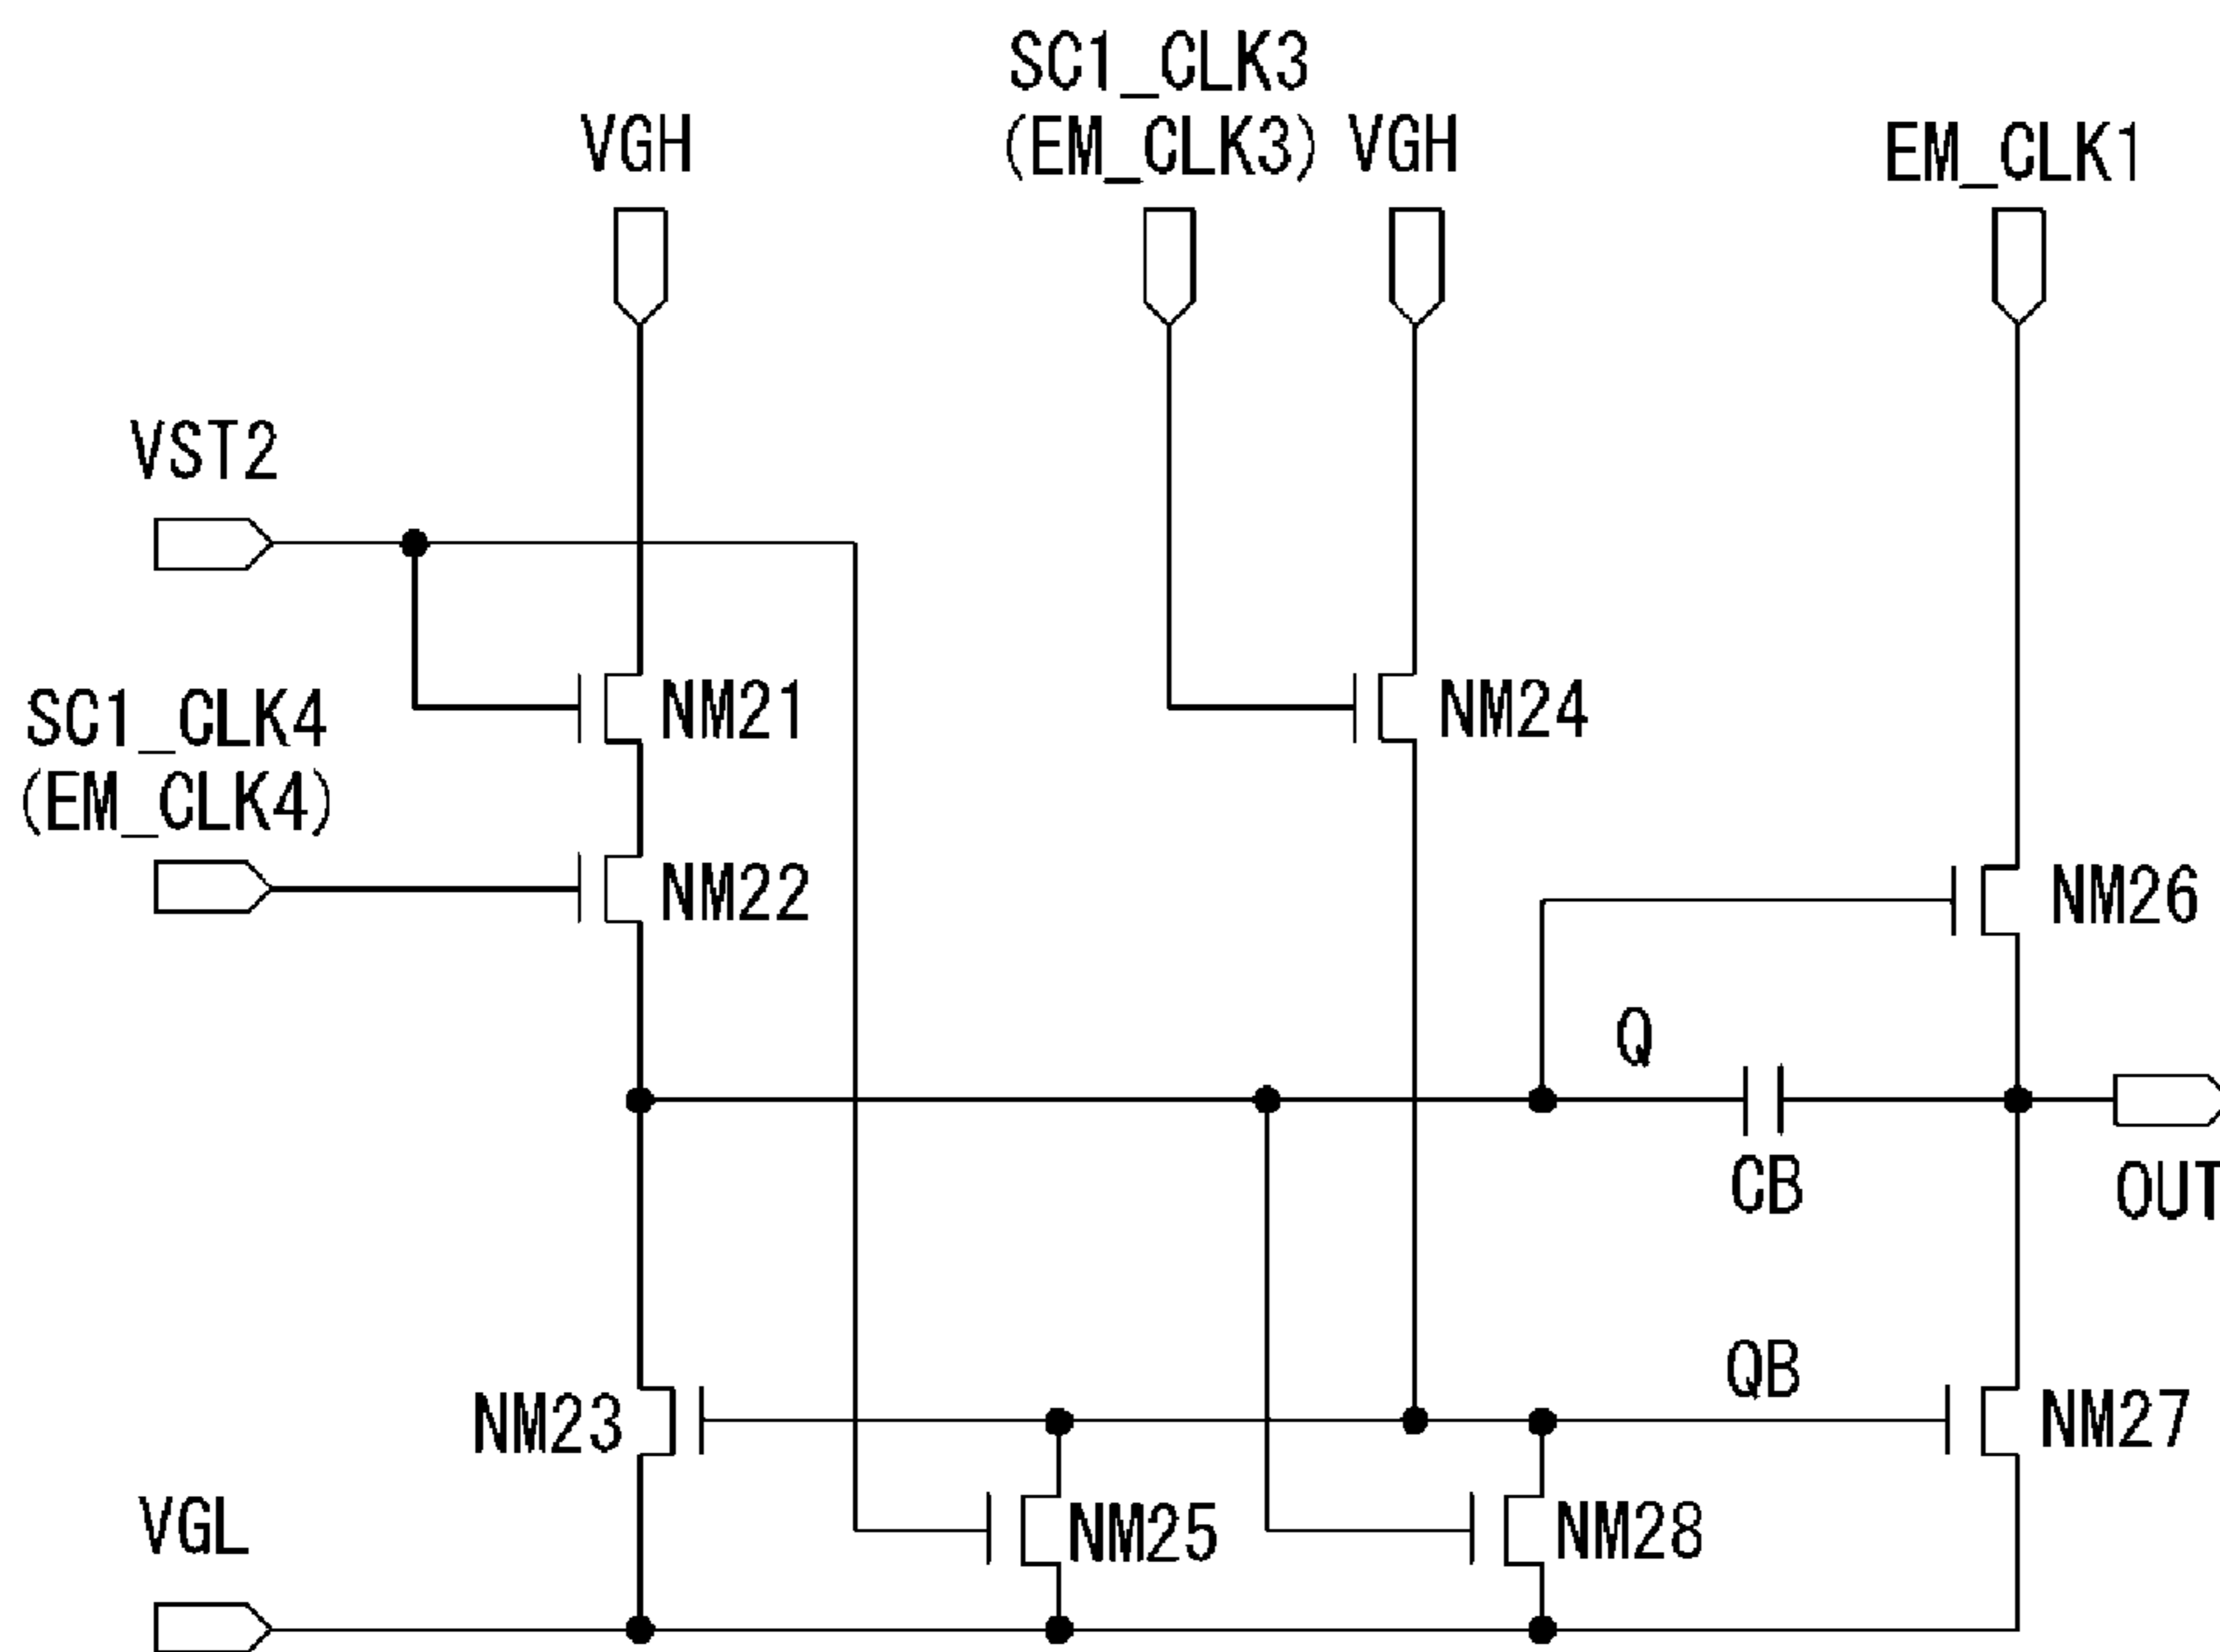 SC1_CLK3
(EM_CLK3)
VGH
VGH
EM_CLK1
VST2
SC1_CLK4
(EM_CLK4)
NM21
NM24
NM22
NM26
Q
CB
OUT
QB
NM23
NM27
VGL
NM25
NM28